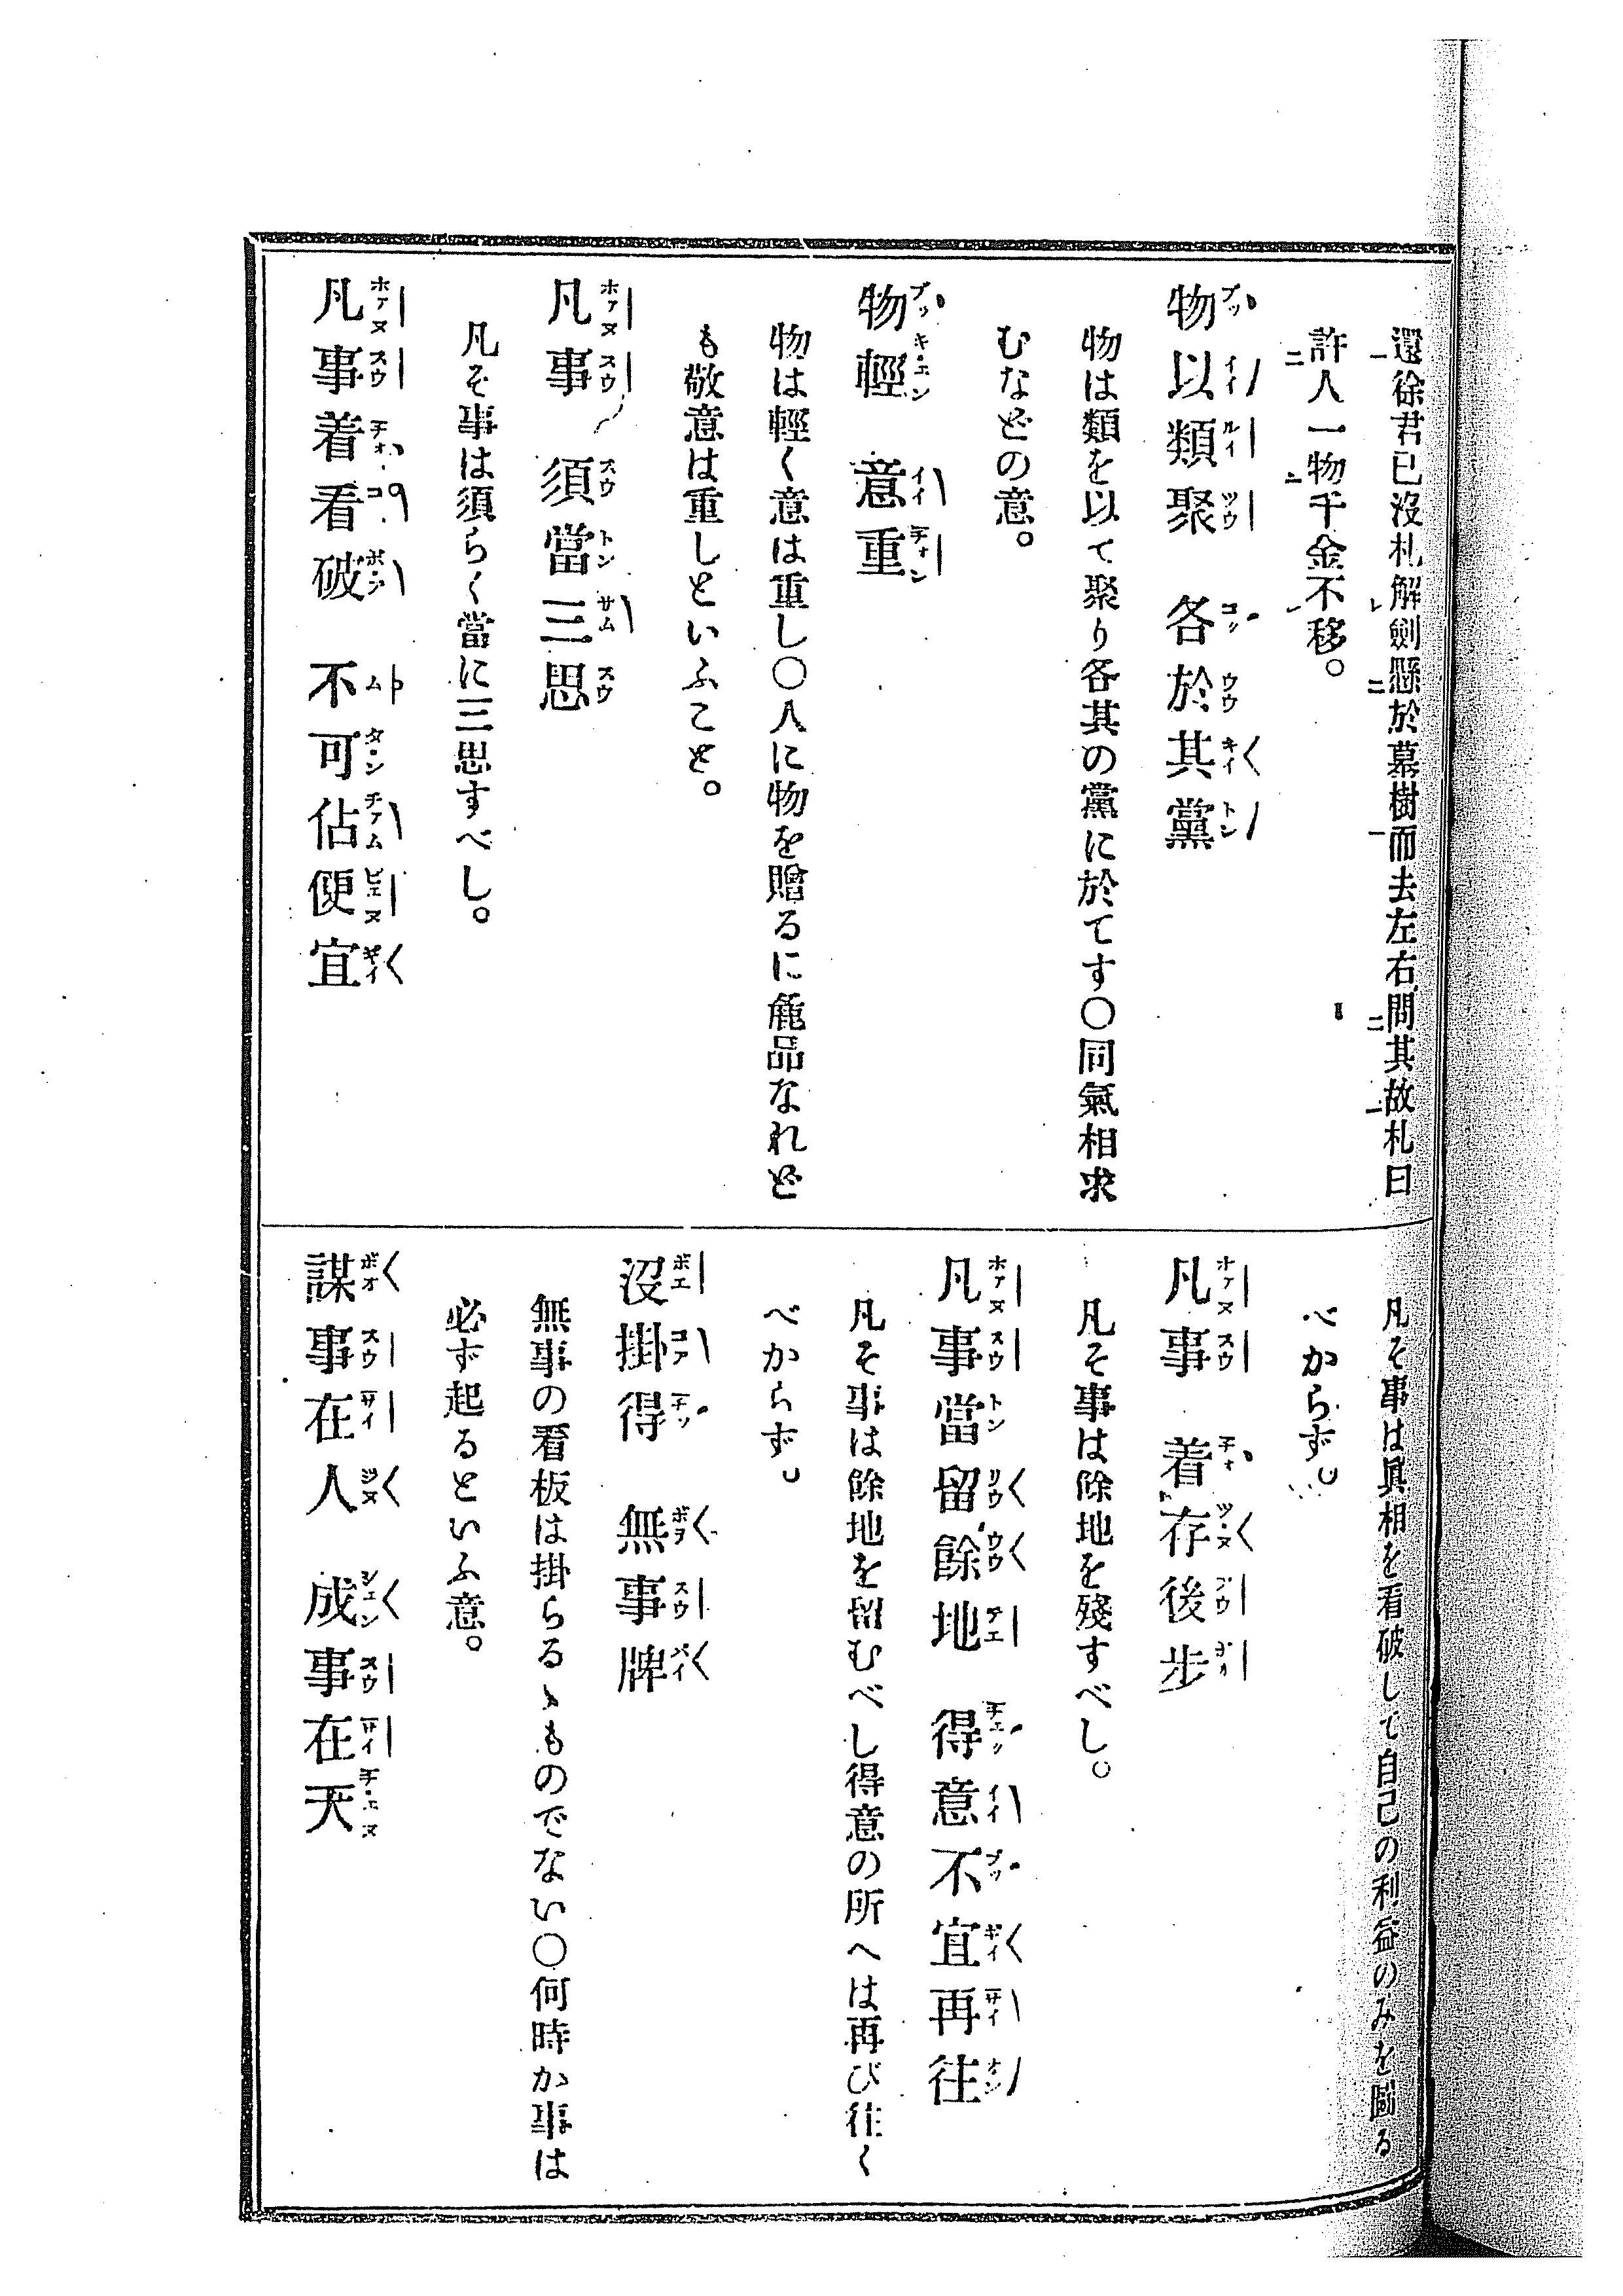 還徐君已沒札解劍懸於墓樹而去左右問其故札曰
許人一物千金不移。
物以類聚 各於其黨
物は類を以て聚り各其の黨に於てす〇同氣相求
むなどの意。
物輕 意重
物は輕く意は重し〇人に物を贈るに麁品なれど
も敬意は重しといふこと。
凡事 須當三思
凡そ事は須らく當に三思すべし。
凡事着看破 不可佔便宜
凡そ事は眞相を看破して自己の利益のみを圖る
べからず。
凡事 着存後步
凡そ事は餘地を殘すべし。
凡事當留餘地 得意不宜再往
凡そ事は餘地を留むべし得意の所へは再び往く
べからず。
沒掛得 無事牌
無事の看板は掛らるゝものでない〇何時か事は
必ず起るといふ意。
謀事在人 成事在天